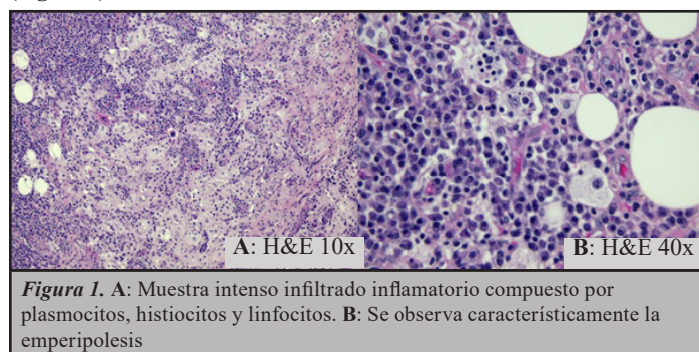 A: H&E 10x
B: H&E 40x
Figura 1. A: Muestra intenso infiltrado inflamatorio compuesto por
plasmocitos, histiocitos y linfocitos. B: Se observa característicamente la
emperipolesis